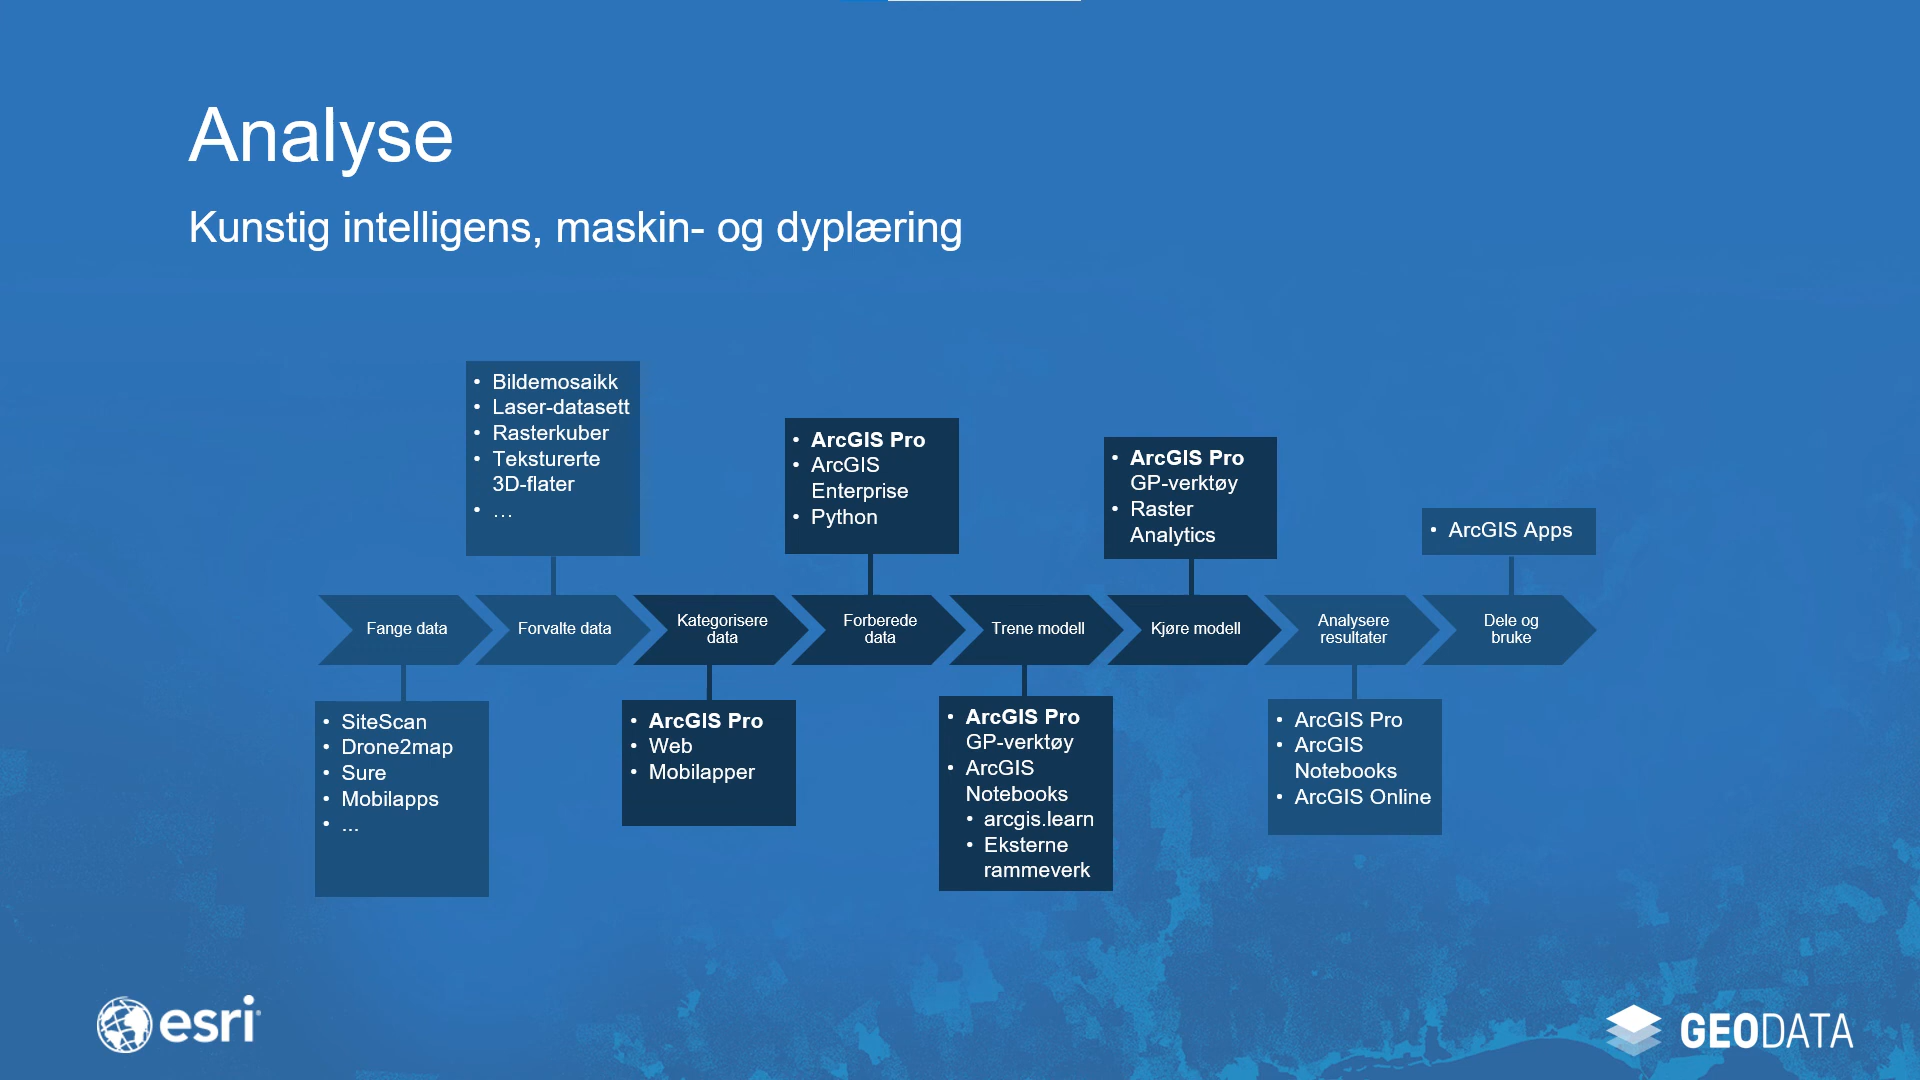 Analyse
Kunstig intelligens, maskin- og dyplæring
• Bildemosaikk
• Laser-datasett
• Rasterkuber
• Teksturerte
3D-flater
• …
• ArcGIS Pro
• ArcGIS
Enterprise
• Python
• ArcGIS Pro
GP-verktøy
• Raster
Analytics
• ArcGIS Apps
Fange data
Forvalte data
Kategorisere
data
Forberede
data
Trene modell
Kjøre modell
Analysere
resultater
Dele og
bruke
• SiteScan
• Drone2map
• Sure
• Mobilapps
• ...
• ArcGIS Pro
• Web
• Mobilapper
• ArcGIS Pro
GP-verktøy
• ArcGIS
Notebooks
• arcgis.learn
• Eksterne
rammeverk
• ArcGIS Pro
• ArcGIS
Notebooks
• ArcGIS Online
esri
GEODATA